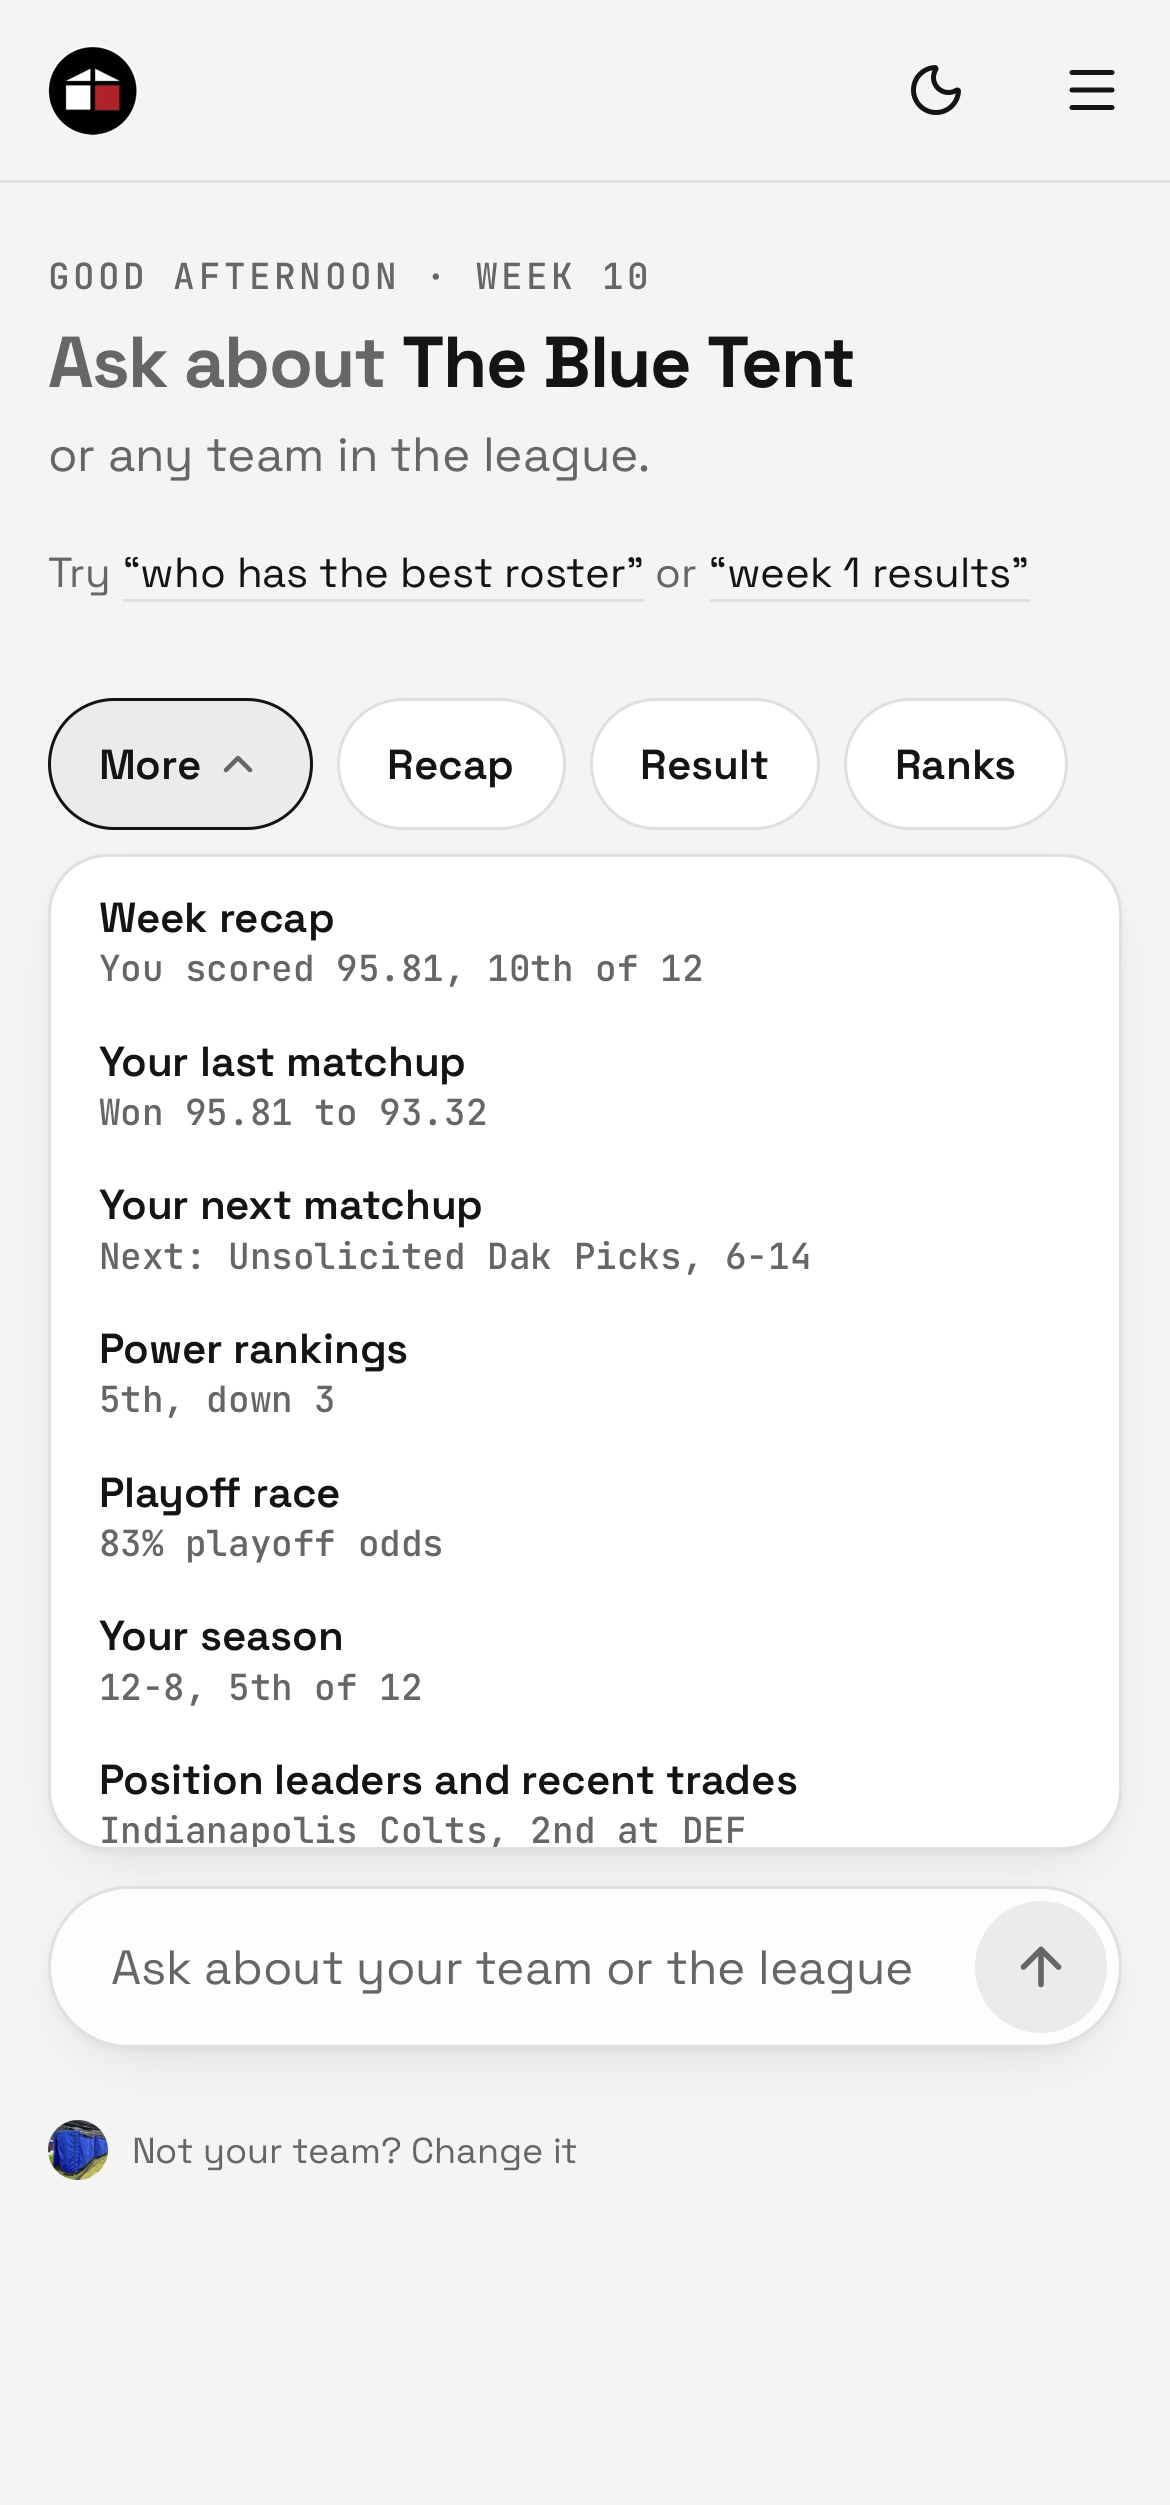 GOOD AFTERNOON · WEEK 10
Ask about The Blue Tent
or any team in the league.
Try “who has the best roster” or “week 1 results”
More Recap Result Ranks
Week recap
You scored 95.81, 10th of 12
Your last matchup
Won 95.81 to 93.32
Your next matchup
Next: Unsolicited Dak Picks, 6-14
Power rankings
5th, down 3
Playoff race
83% playoff odds
Your season
12-8, 5th of 12
Position leaders and recent trades
Indianapolis Colts, 2nd at DEF
Ask about your team or the league
Not your team? Change it